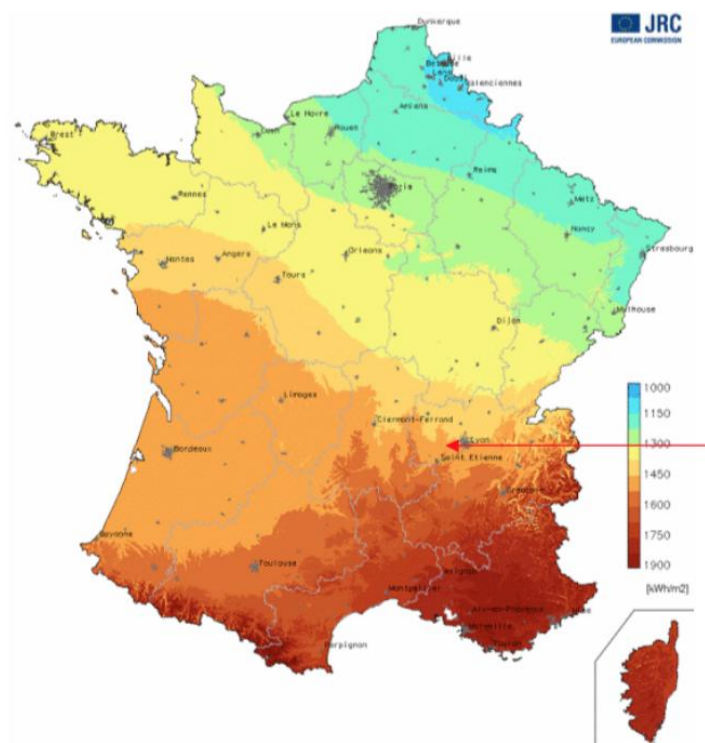 JRC
EUROPEAN COMMISSION
Dunkerque
Lille
Lens
Valenciennes
Amiens
Le Havre
Rouen
Caen
Reims
Paris
Metz
Brest
Nancy
Strasbourg
Rennes
Le Mans
Orleans
Mulhouse
Angers
Nantes
Tours
Dijon
Limoges
Clermont-Ferrand
Lyon
Saint Etienne
Bordeaux
Grenoble
Bayonne
Toulouse
Avignon
Montpellier
Aix-en-Provence
Nice
Marseille
Toulon
Perpignan
1000
1150
1300
1450
1600
1750
1900
[kWh/m2]